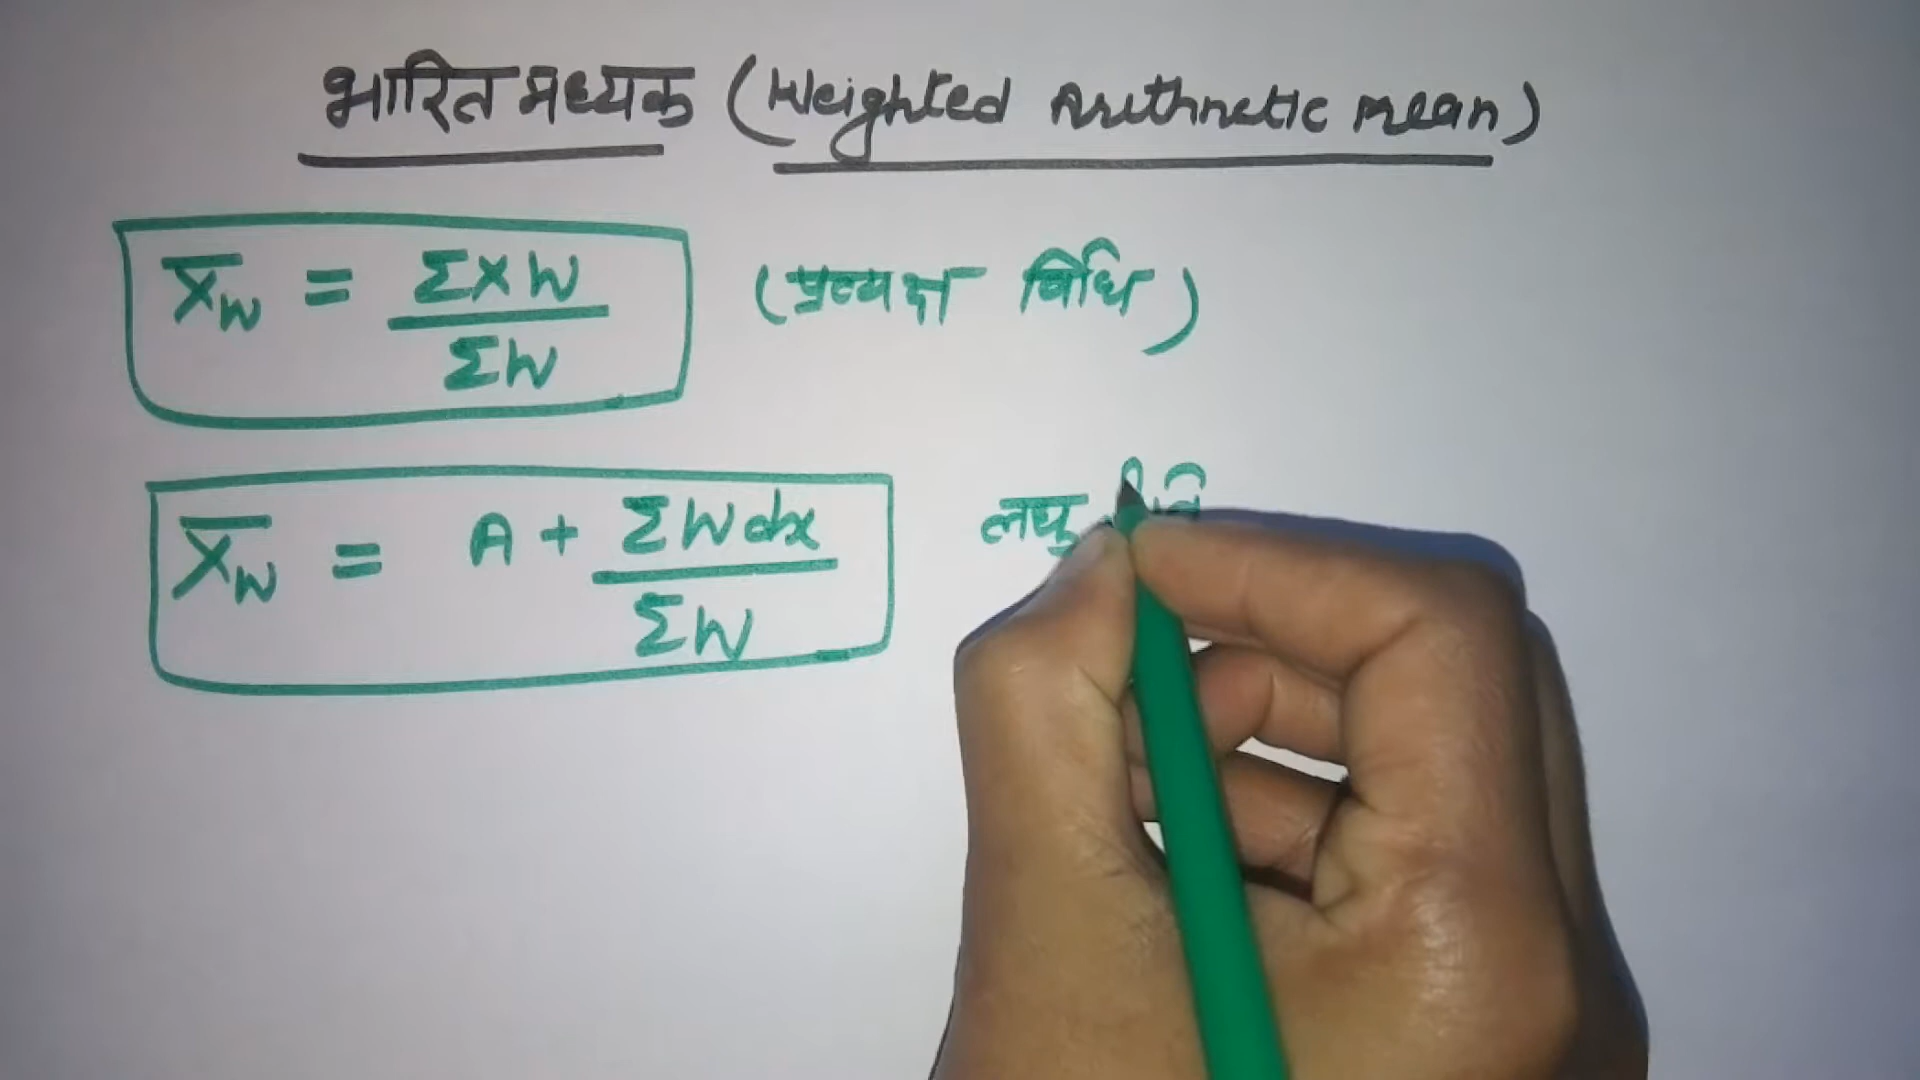 भारित मध्यक (Weighted Arithmetic mean)
X̅w = ΣXW / ΣW (प्रत्यक्ष विधि)
X̅w = A + ΣWdx / ΣW लघु